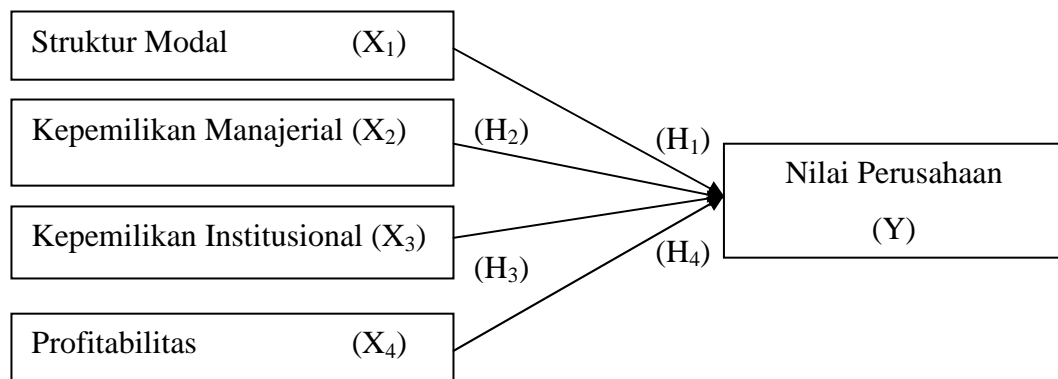 Struktur Modal (X₁)
Kepemilikan Manajerial (X₂)
(H₂)
(H₁)
Nilai Perusahaan
(Y)
Kepemilikan Institusional (X₃)
(H₃)
(H₄)
Profitabilitas (X₄)